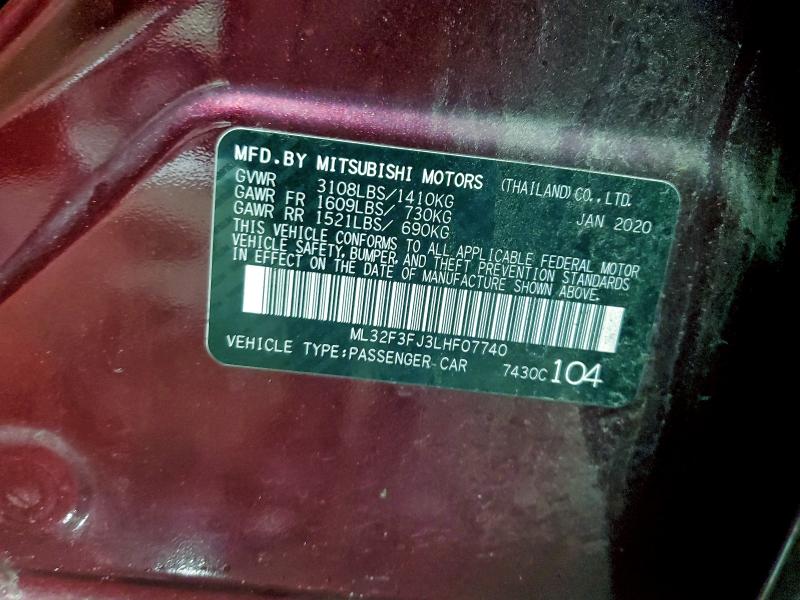 MFD.BY MITSUBISHI MOTORS (THAILAND)CO.,LTD.
GVWR 3108LBS/1410KG JAN 2020
GAWR FR 1609LBS/ 730KG
GAWR RR 1521LBS/ 690KG
THIS VEHICLE CONFORMS TO ALL APPLICABLE FEDERAL MOTOR
VEHICLE SAFETY, BUMPER, AND THEFT PREVENTION STANDARDS
IN EFFECT ON THE DATE OF MANUFACTURE SHOWN ABOVE.
ML32F3FJ3LHF07740
VEHICLE TYPE:PASSENGER CAR 7430C 104